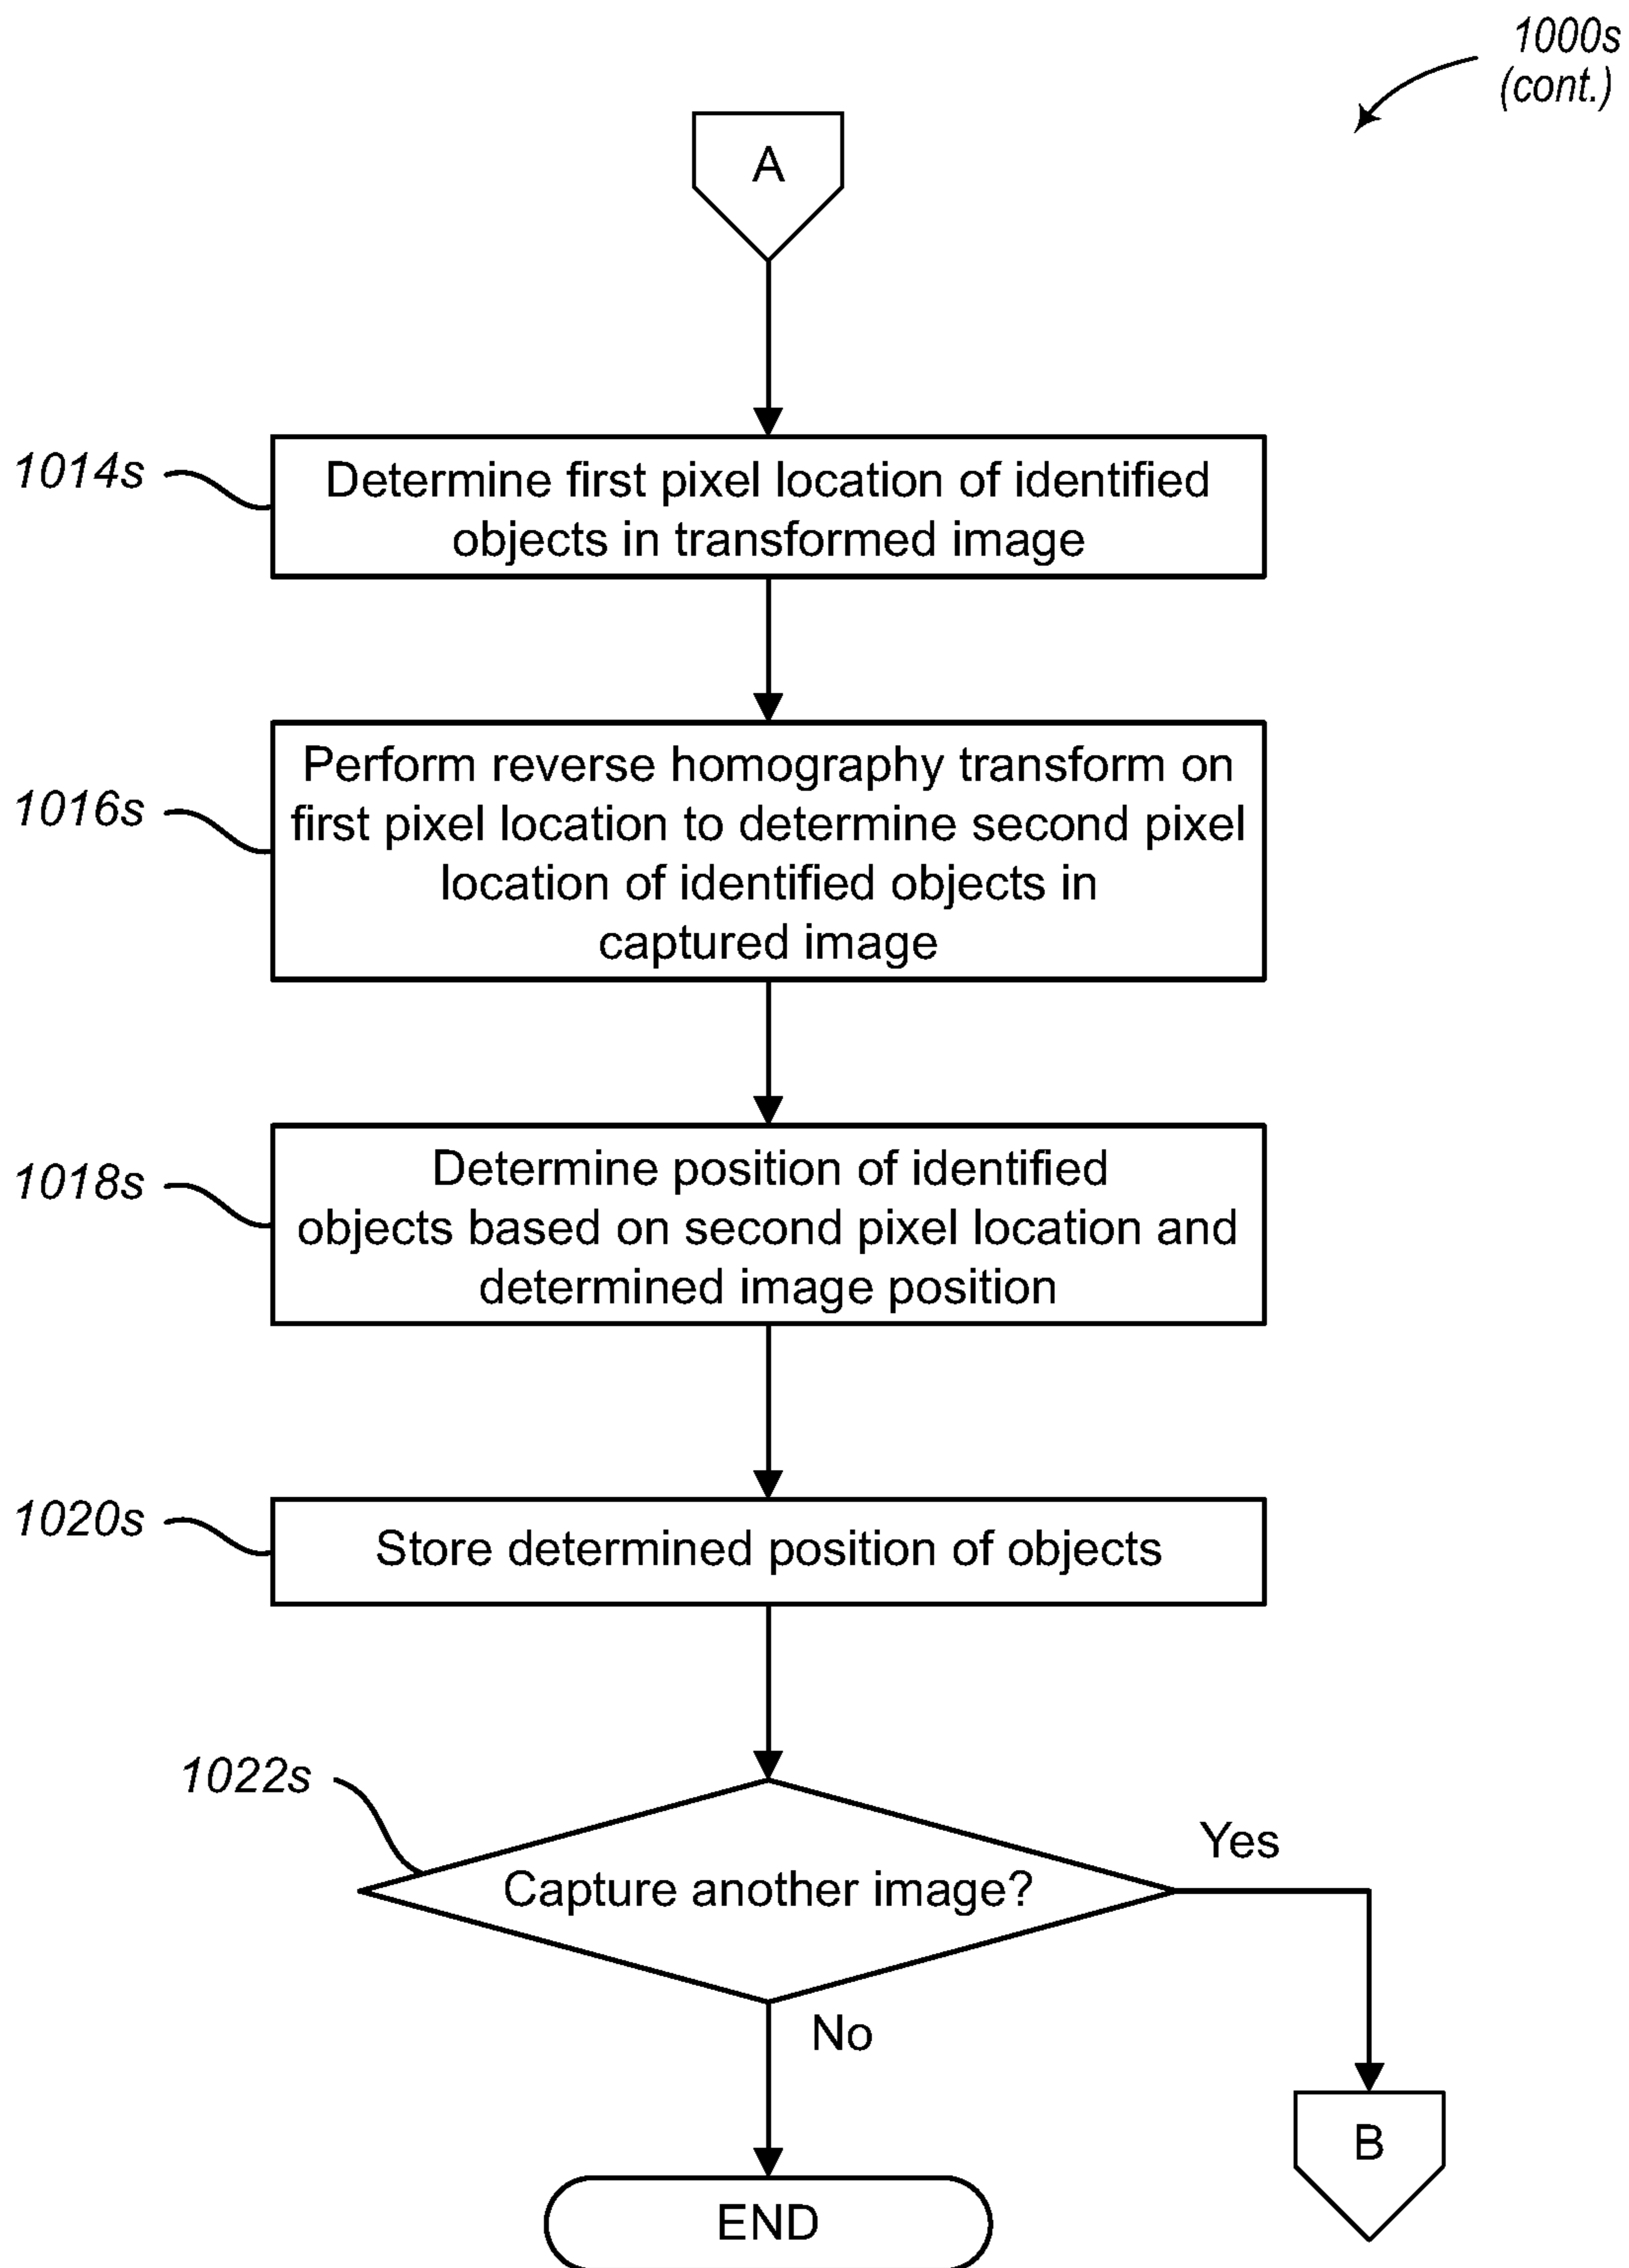 1000s
(cont.)
A
1014s
Determine first pixel location of identified
objects in transformed image
1016s
Perform reverse homography transform on
first pixel location to determine second pixel
location of identified objects in
captured image
1018s
Determine position of identified
objects based on second pixel location and
determined image position
1020s
Store determined position of objects
1022s
Capture another image?
Yes
No
B
END